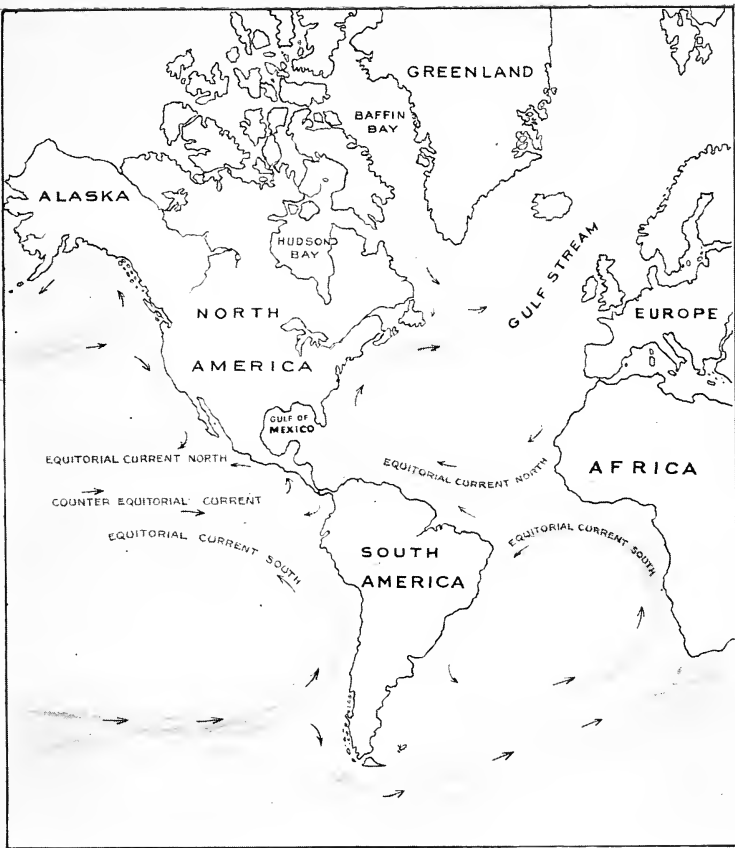 GREENLAND
BAFFIN
BAY
ALASKA
HUDSON
BAY
GULF STREAM
NORTH
AMERICA
EUROPE
GULF OF
MEXICO
EQUITORIAL CURRENT NORTH
EQUITORIAL CURRENT NORTH
AFRICA
COUNTER EQUITORIAL CURRENT
EQUITORIAL CURRENT SOUTH
EQUITORIAL CURRENT SOUTH
SOUTH
AMERICA